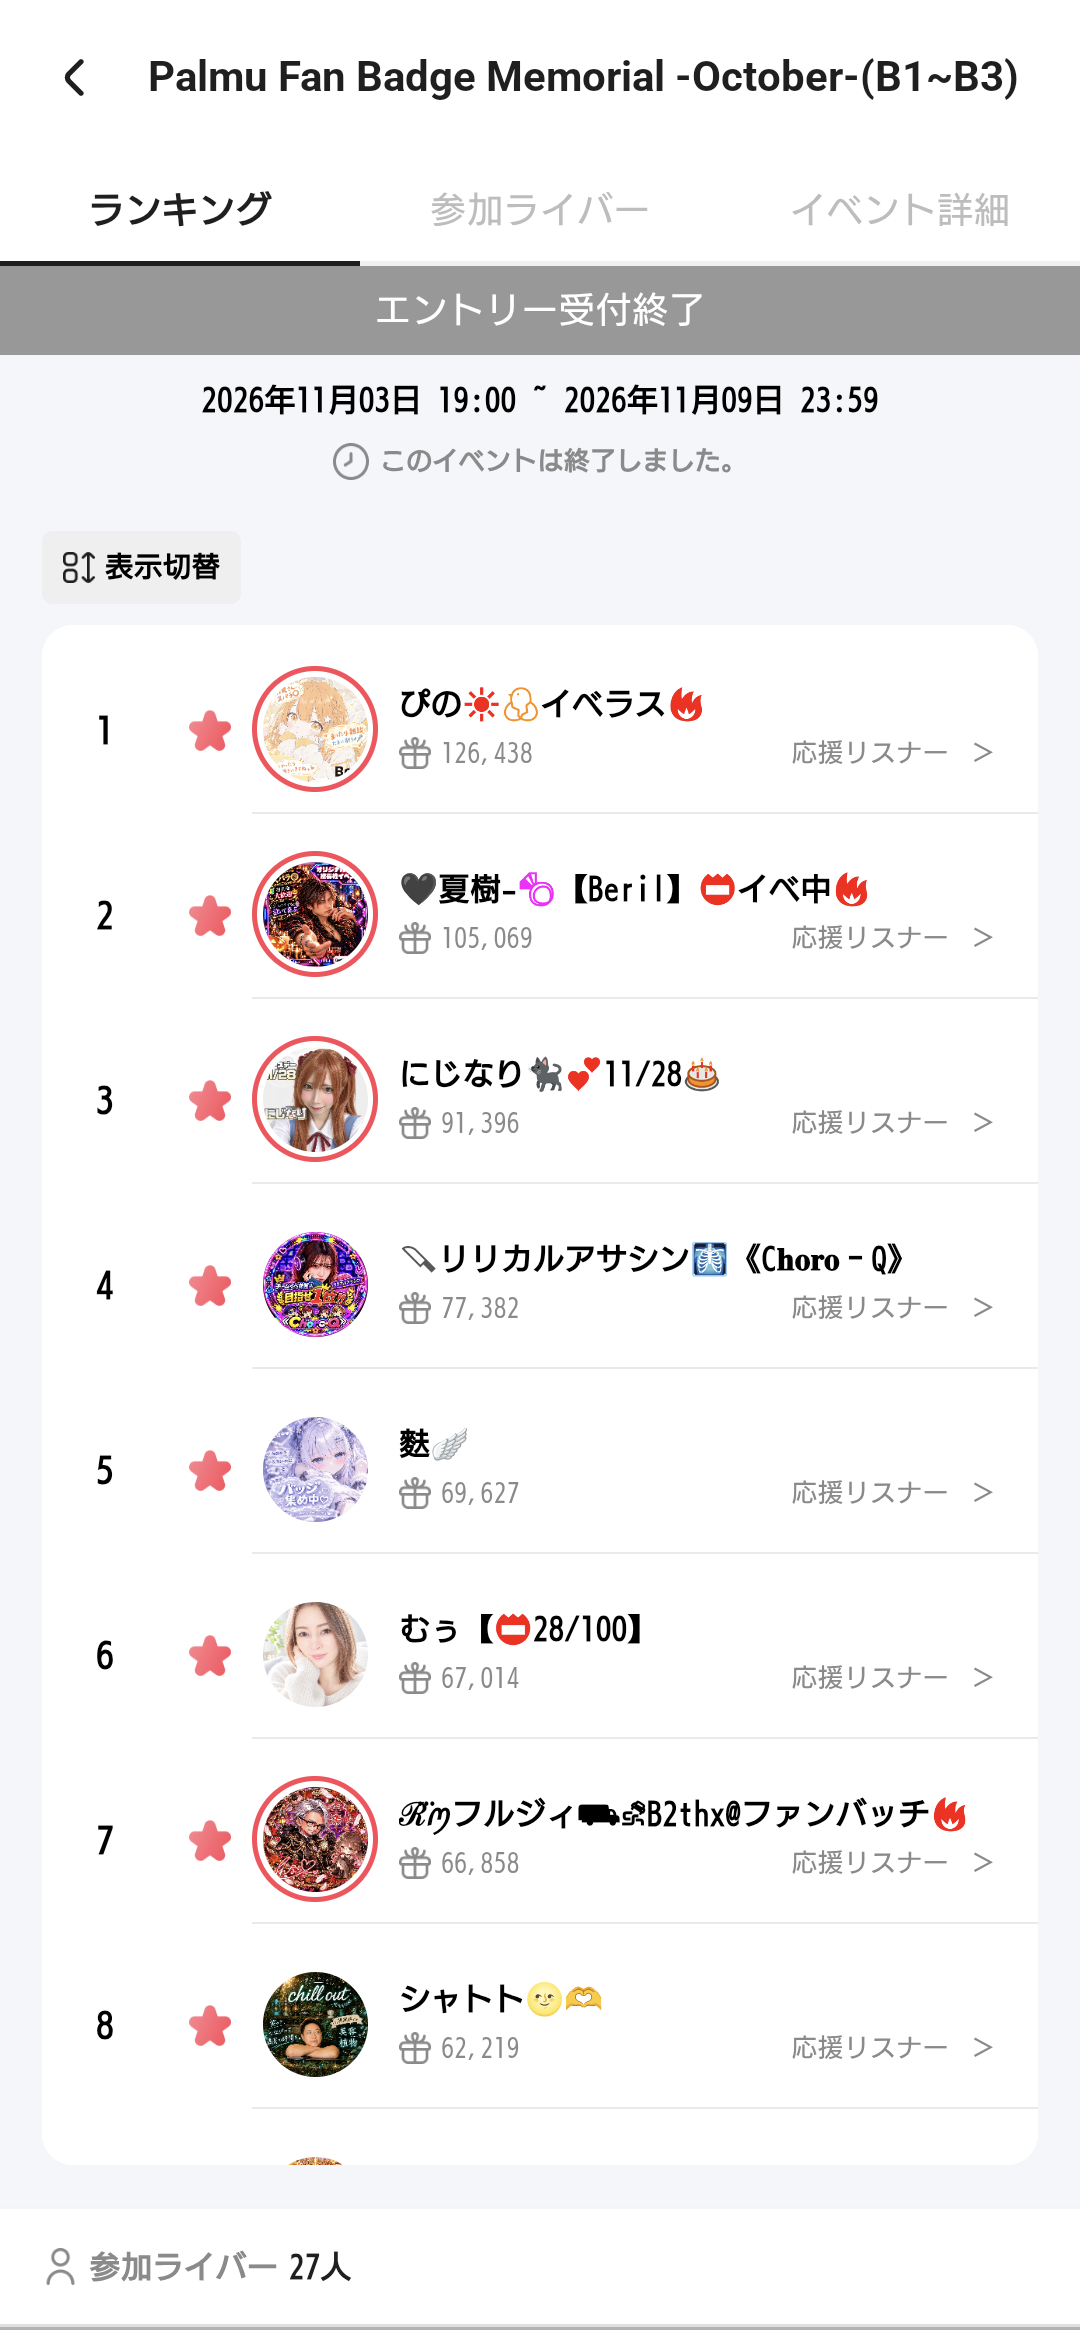 Palmu Fan Badge Memorial -October-(B1~B3)
ランキング 参加ライバー イベント詳細
エントリー受付終了
2026年11月03日 19:00 ~ 2026年11月09日 23:59
このイベントは終了しました。
表示切替
1 ぴの☀️🐤イベラス🔥
126,438 応援リスナー >
2 🖤夏樹-💍【Beril】📛イベ中🔥
105,069 応援リスナー >
3 にじなり🐈‍⬛💕11/28🎂
91,396 応援リスナー >
4 🔪リリカルアサシン🩻《C𝐡𝐨𝐫𝐨－Q》
77,382 応援リスナー >
5 麩🪽
69,627 応援リスナー >
バッジ
集め中♡
6 むぅ【📛28/100】
67,014 応援リスナー >
7 フルジィ⛟B2thx@ファンバッチ🔥
66,858 応援リスナー >
8 シャトト🌝🫶
62,219 応援リスナー >
chill out
参加ライバー 27人